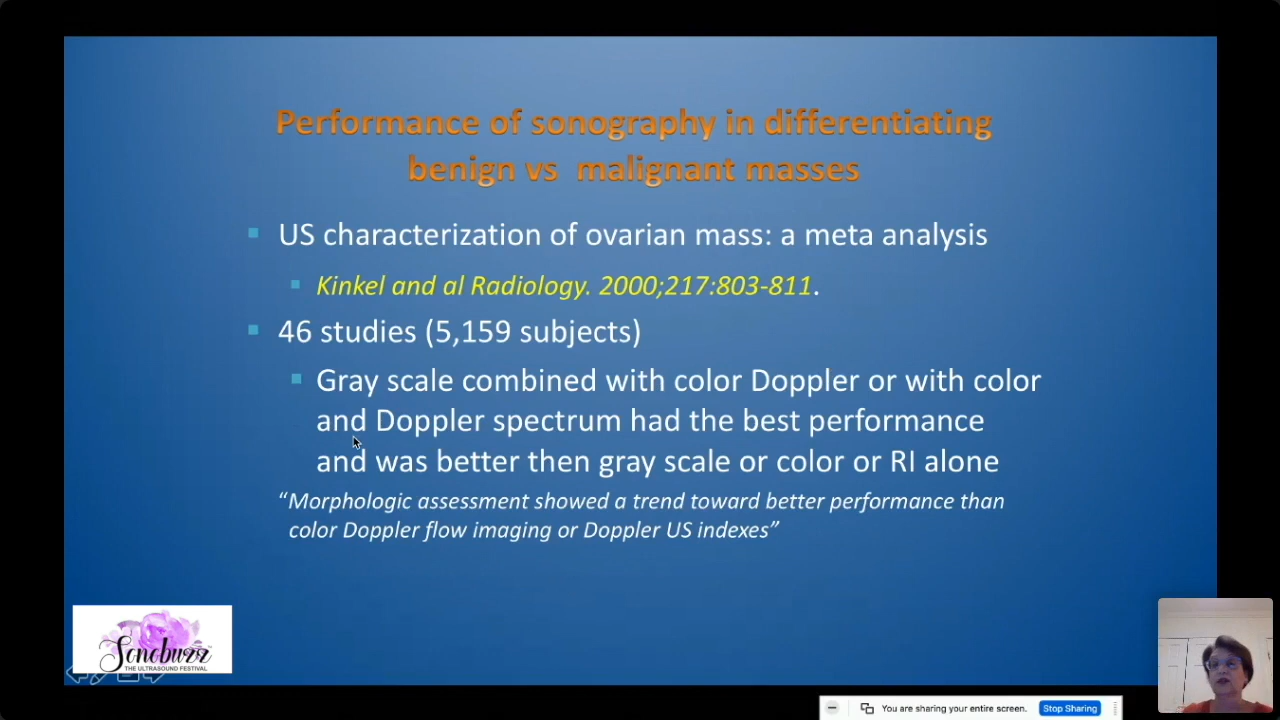 Performance of sonography in differentiating
benign vs malignant masses
US characterization of ovarian mass: a meta analysis
Kinkel and al Radiology. 2000;217:803-811.
46 studies (5,159 subjects)
Gray scale combined with color Doppler or with color
and Doppler spectrum had the best performance
and was better then gray scale or color or RI alone
“Morphologic assessment showed a trend toward better performance than
color Doppler flow imaging or Doppler US indexes”
Sonobuzz
THE ULTRASOUND FESTIVAL
You are sharing your entire screen.
Stop Sharing